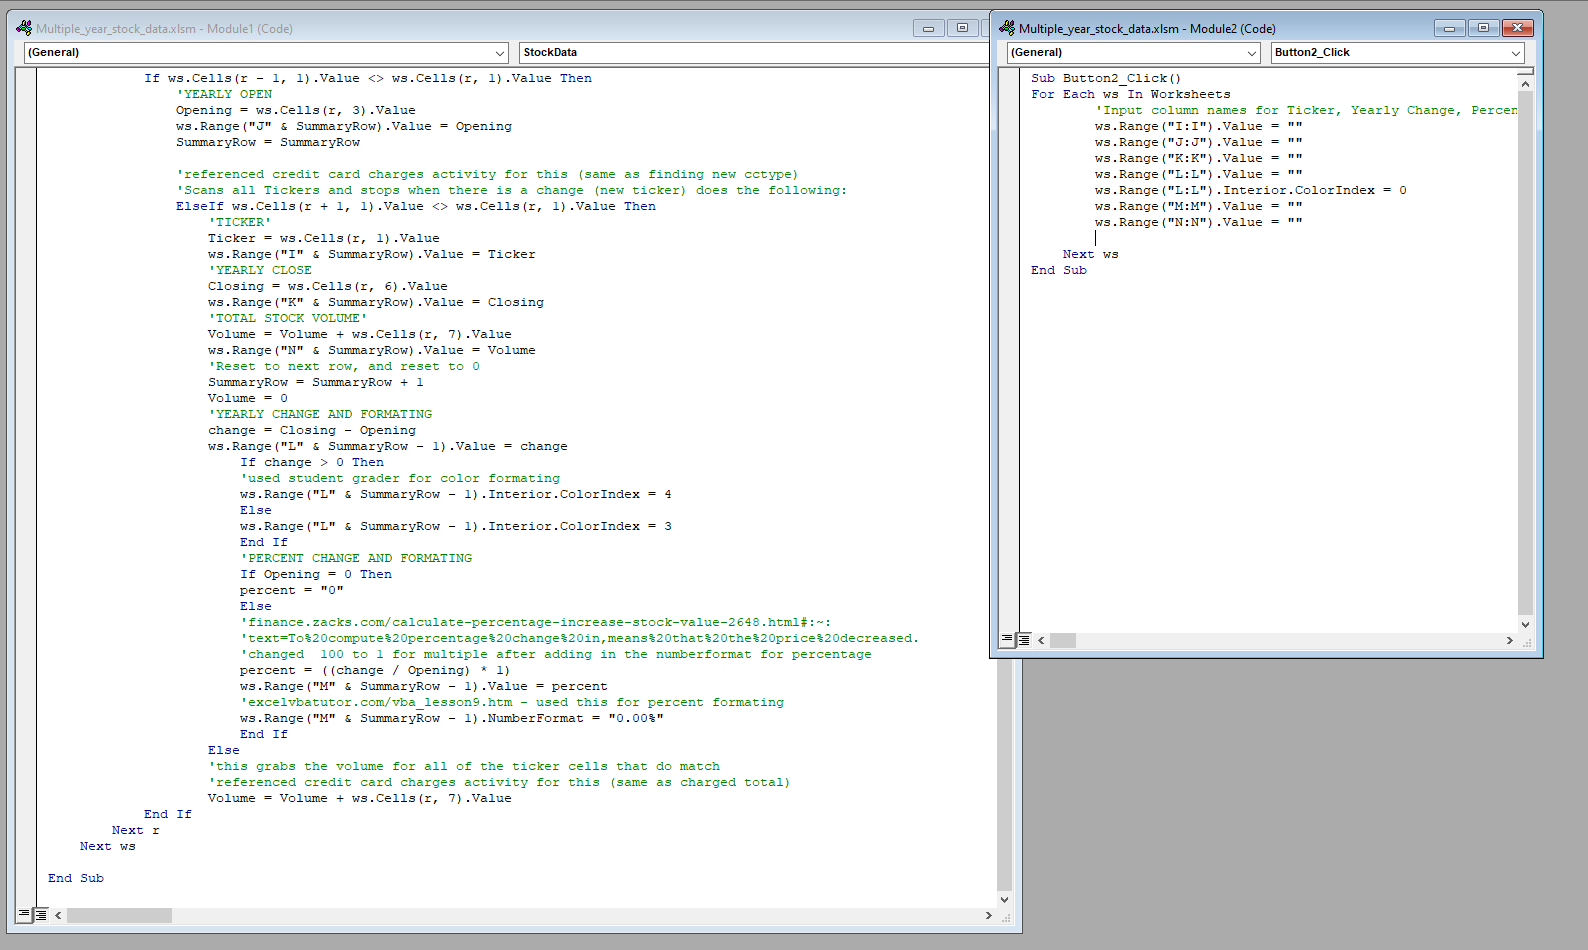 Multiple_year_stock_data.xlsm - Module1 (Code)
(General)
StockData
If ws.Cells(r - 1, 1).Value <> ws.Cells(r, 1).Value Then
'YEARLY OPEN
Opening = ws.Cells(r, 3).Value
ws.Range("J" & SummaryRow).Value = Opening
SummaryRow = SummaryRow
'referenced credit card charges activity for this (same as finding new cctype)
'Scans all Tickers and stops when there is a change (new ticker) does the following:
ElseIf ws.Cells(r + 1, 1).Value <> ws.Cells(r, 1).Value Then
'TICKER'
Ticker = ws.Cells(r, 1).Value
ws.Range("I" & SummaryRow).Value = Ticker
'YEARLY CLOSE
Closing = ws.Cells(r, 6).Value
ws.Range("K" & SummaryRow).Value = Closing
'TOTAL STOCK VOLUME'
Volume = Volume + ws.Cells(r, 7).Value
ws.Range("N" & SummaryRow).Value = Volume
'Reset to next row, and reset to 0
SummaryRow = SummaryRow + 1
Volume = 0
'YEARLY CHANGE AND FORMATING
change = Closing - Opening
ws.Range("L" & SummaryRow - 1).Value = change
If change > 0 Then
'used student grader for color formating
ws.Range("L" & SummaryRow - 1).Interior.ColorIndex = 4
Else
ws.Range("L" & SummaryRow - 1).Interior.ColorIndex = 3
End If
'PERCENT CHANGE AND FORMATING
If Opening = 0 Then
percent = "0"
Else
'finance.zacks.com/calculate-percentage-increase-stock-value-2648.html#:~:
'text=To%20compute%20percentage%20change%20in,means%20that%20the%20price%20decreased.
'changed  100 to 1 for multiple after adding in the numberformat for percentage
percent = ((change / Opening) * 1)
ws.Range("M" & SummaryRow - 1).Value = percent
'excelvbatutor.com/vba_lesson9.htm - used this for percent formating
ws.Range("M" & SummaryRow - 1).NumberFormat = "0.00%"
End If
Else
'this grabs the volume for all of the ticker cells that do match
'referenced credit card charges activity for this (same as charged total)
Volume = Volume + ws.Cells(r, 7).Value
End If
Next r
Next ws
End Sub
Multiple_year_stock_data.xlsm - Module2 (Code)
(General)
Button2_Click
Sub Button2_Click()
For Each ws In Worksheets
'Input column names for Ticker, Yearly Change, Percen
ws.Range("I:I").Value = ""
ws.Range("J:J").Value = ""
ws.Range("K:K").Value = ""
ws.Range("L:L").Value = ""
ws.Range("L:L").Interior.ColorIndex = 0
ws.Range("M:M").Value = ""
ws.Range("N:N").Value = ""
Next ws
End Sub